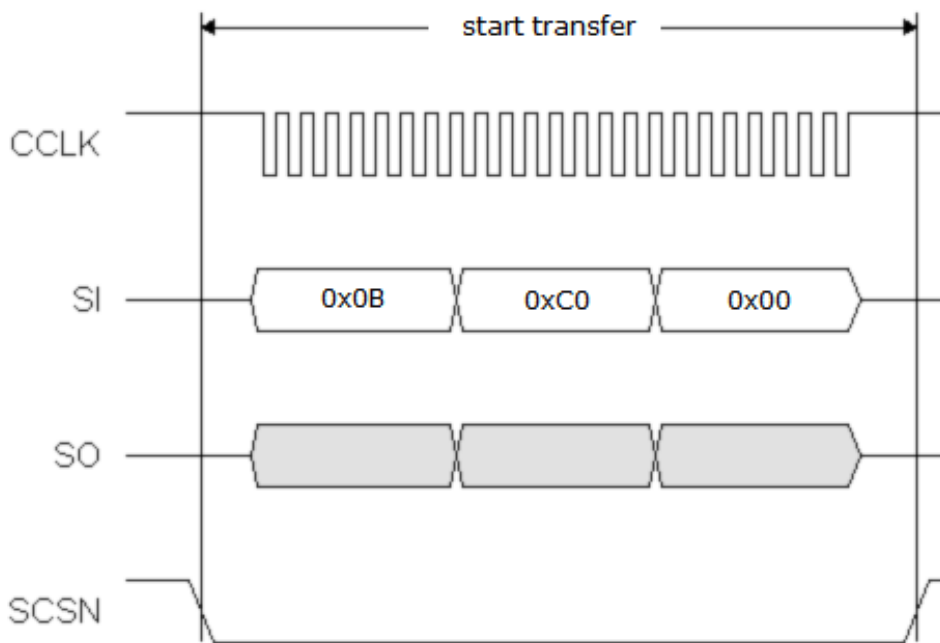 start transfer
CCLK
SI
0x0B 0xC0 0x00
SO
SCSN